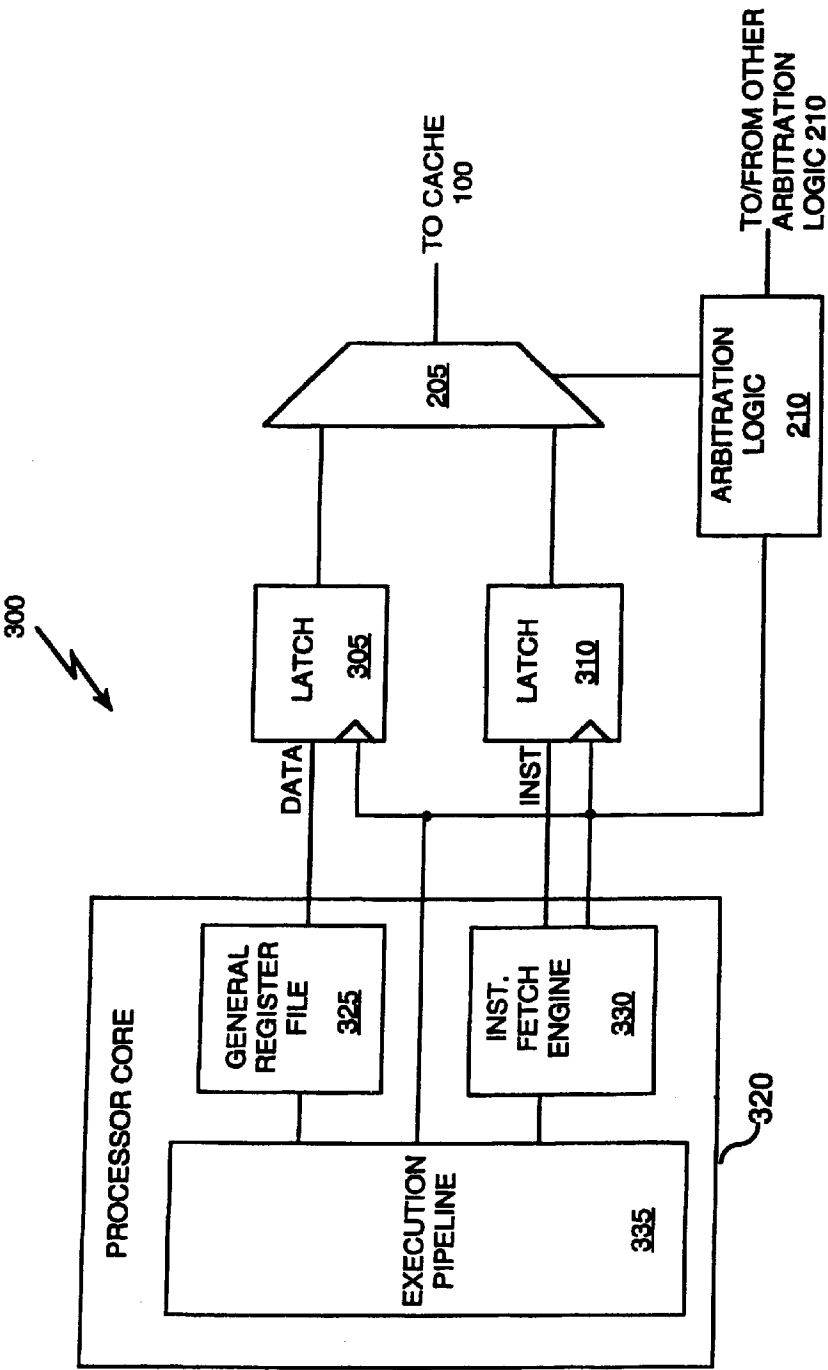 300
PROCESSOR CORE
EXECUTION
PIPELINE
335
GENERAL
REGISTER
FILE
325
INST.
FETCH
ENGINE
330
320
DATA
LATCH
305
INST
LATCH
310
205
TO CACHE
100
ARBITRATION
LOGIC
210
TO/FROM OTHER
ARBITRATION
LOGIC 210